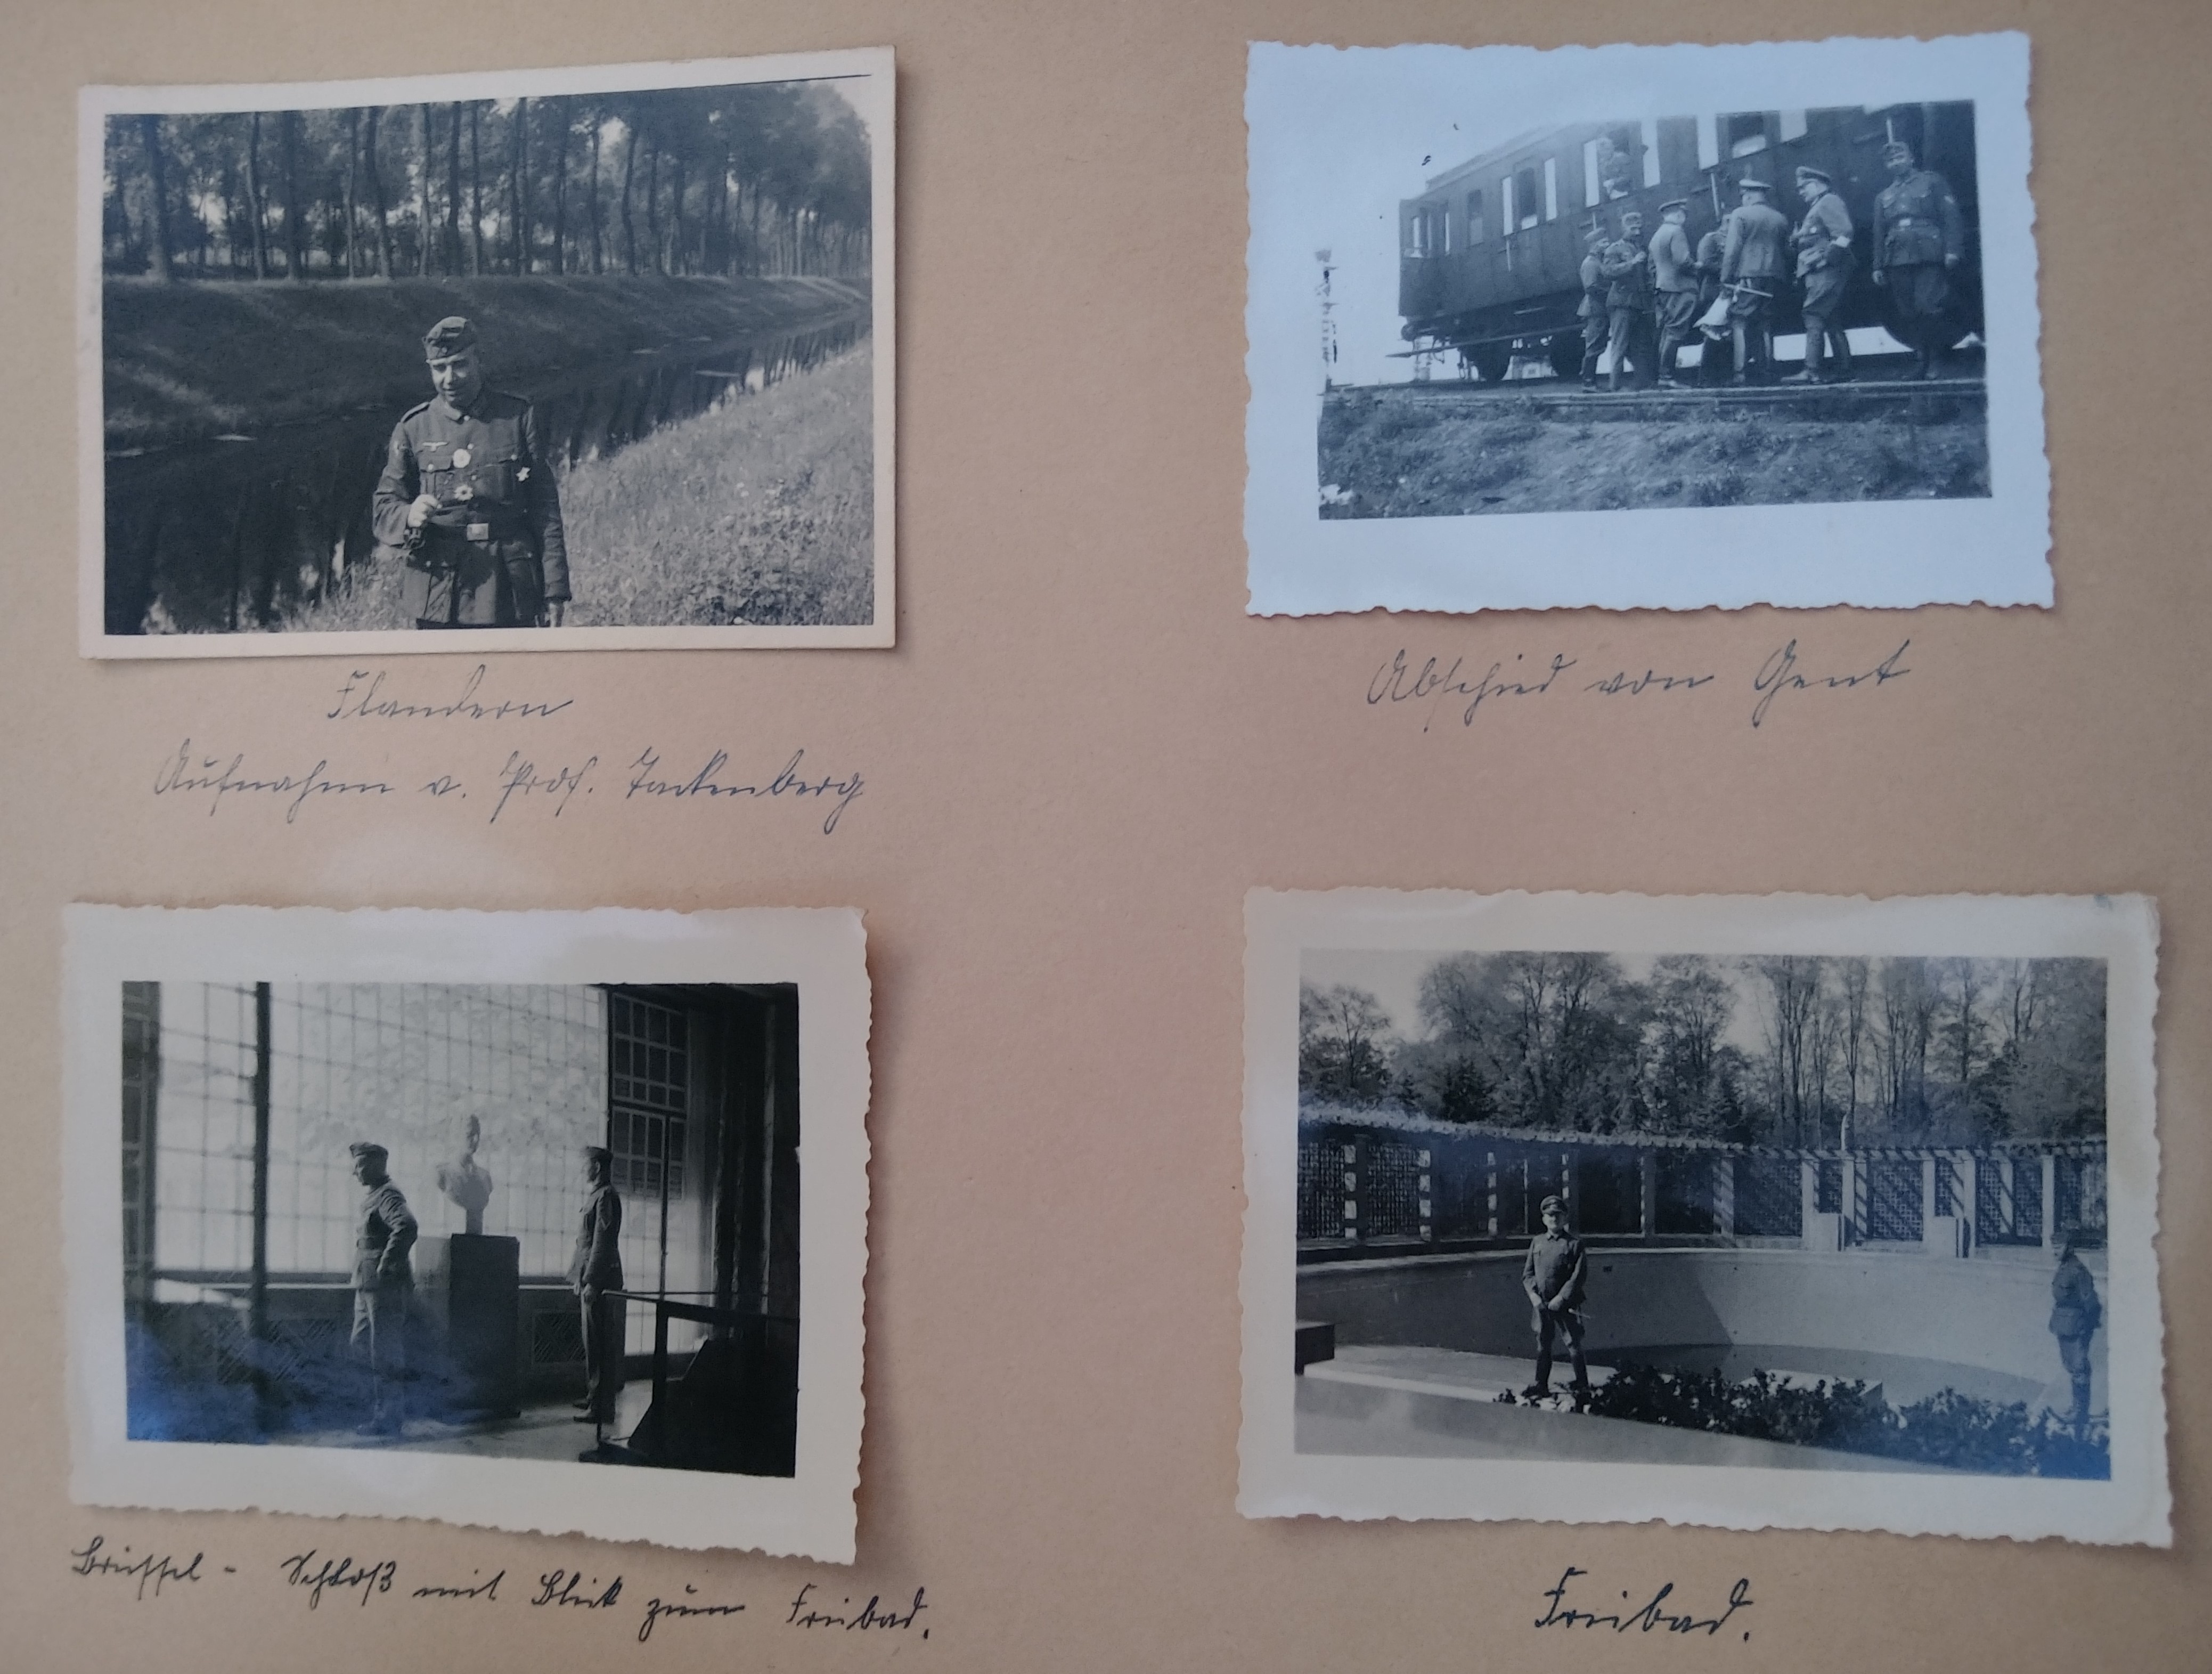 Flandern
Aufnahme v. Prof. Tackenberg
Abschied von Gent
Brüssel - Schloß mit Blick zum Freibad.
Freibad.